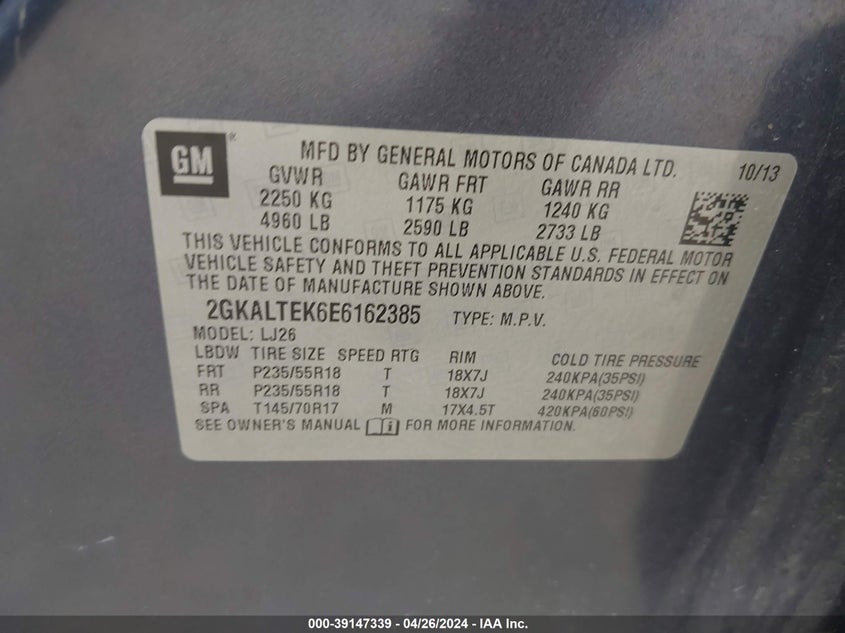 GM ®
MFD BY GENERAL MOTORS OF CANADA LTD. 10/13
GVWR GAWR FRT GAWR RR
2250 KG 1175 KG 1240 KG
4960 LB 2590 LB 2733 LB
THIS VEHICLE CONFORMS TO ALL APPLICABLE U.S. FEDERAL MOTOR
VEHICLE SAFETY AND THEFT PREVENTION STANDARDS IN EFFECT ON
THE DATE OF MANUFACTURE SHOWN ABOVE.
2GKALTEK6E6162385 TYPE: M.P.V.
MODEL: LJ26
LBDW TIRE SIZE SPEED RTG RIM COLD TIRE PRESSURE
FRT P235/55R18 T 18X7J 240KPA(35PSI)
RR P235/55R18 T 18X7J 240KPA(35PSI)
SPA T145/70R17 M 17X4.5T 420KPA(60PSI)
SEE OWNER'S MANUAL FOR MORE INFORMATION.
000-39147339 / 04/26/2024 - IAA Inc.